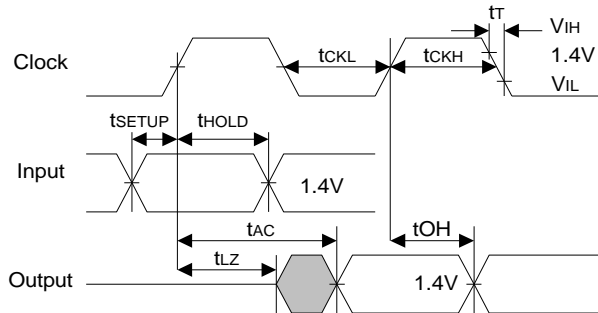 tT
VIH
Clock
tCKL
tCKH
1.4V
VIL
tSETUP
tHOLD
Input
1.4V
tAC
tOH
tLZ
Output
1.4V